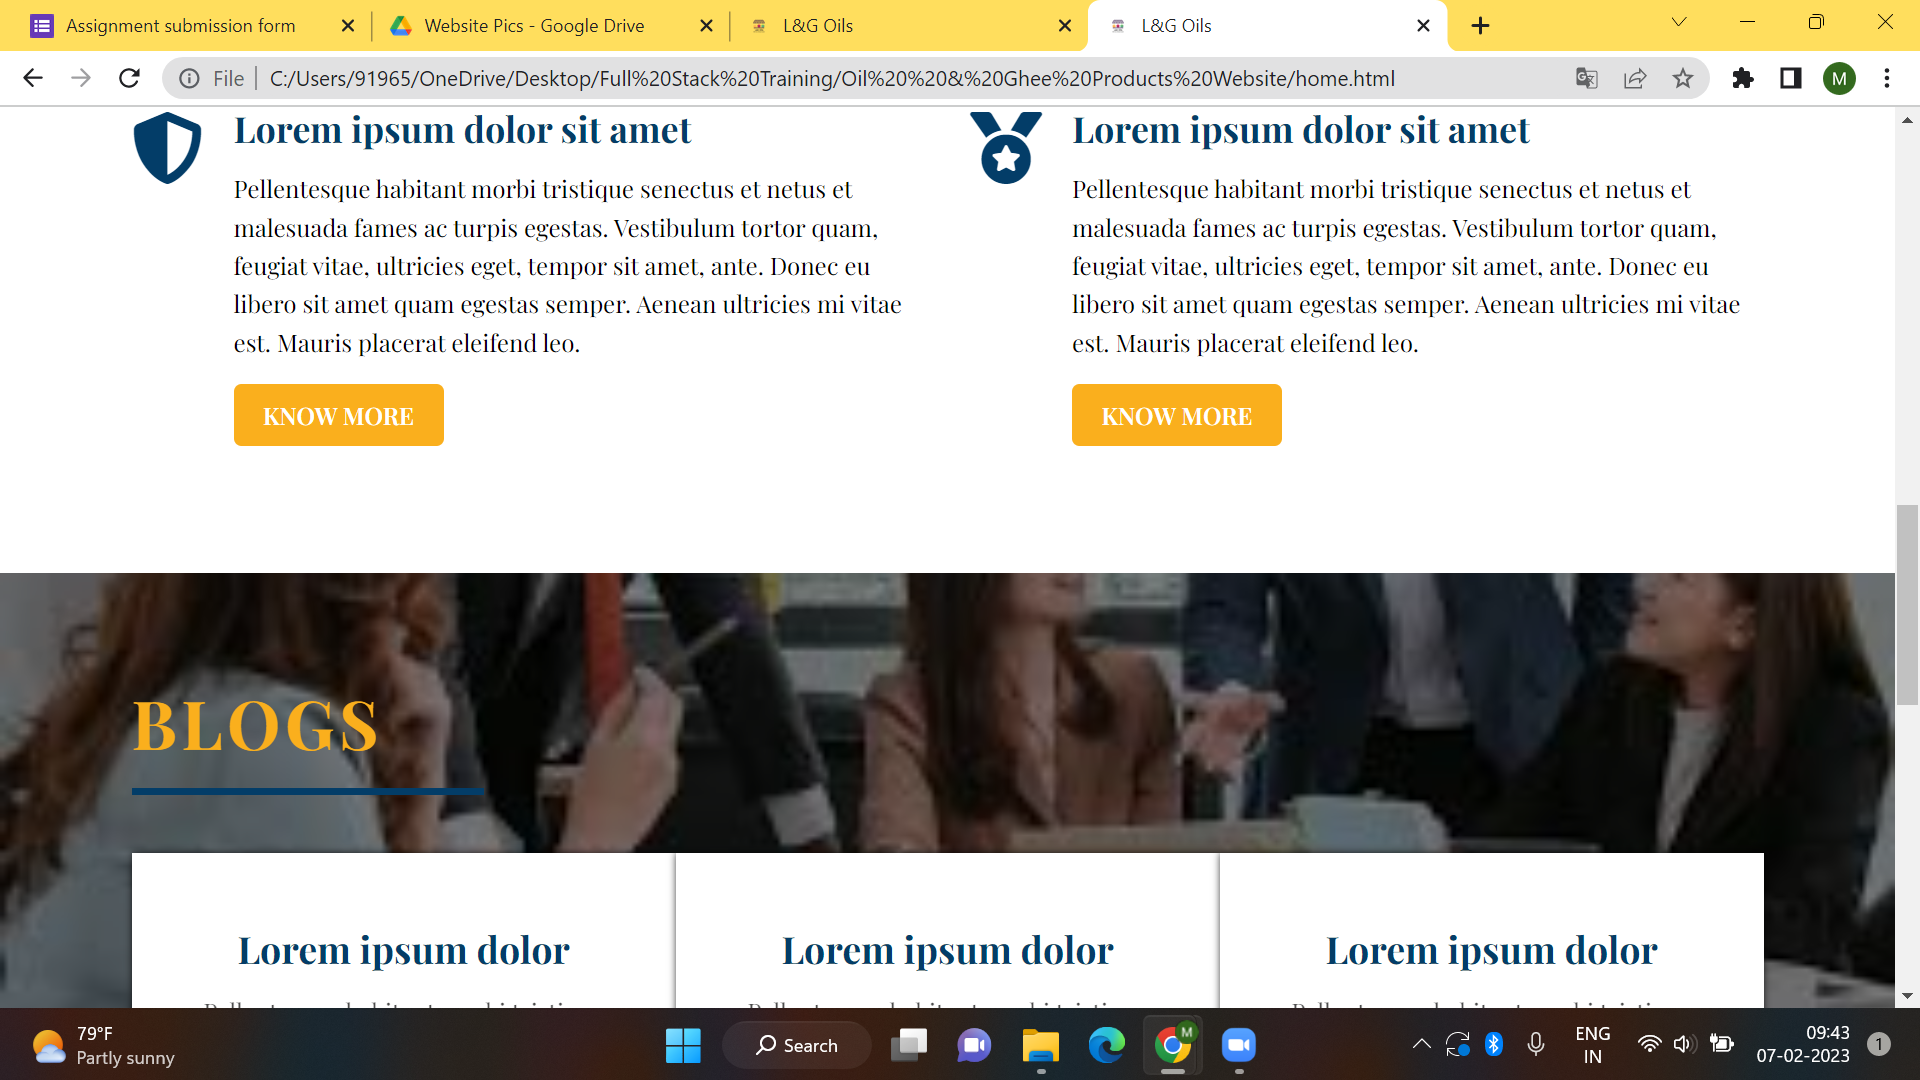 Assignment submission form
Website Pics - Google Drive
L&G Oils
L&G Oils
File
C:/Users/91965/OneDrive/Desktop/Full%20Stack%20Training/Oil%20%20&%20Ghee%20Products%20Website/home.html
M
Lorem ipsum dolor sit amet
Pellentesque habitant morbi tristique senectus et netus et
malesuada fames ac turpis egestas. Vestibulum tortor quam,
feugiat vitae, ultricies eget, tempor sit amet, ante. Donec eu
libero sit amet quam egestas semper. Aenean ultricies mi vitae
est. Mauris placerat eleifend leo.
KNOW MORE
Lorem ipsum dolor sit amet
Pellentesque habitant morbi tristique senectus et netus et
malesuada fames ac turpis egestas. Vestibulum tortor quam,
feugiat vitae, ultricies eget, tempor sit amet, ante. Donec eu
libero sit amet quam egestas semper. Aenean ultricies mi vitae
est. Mauris placerat eleifend leo.
KNOW MORE
BLOGS
Lorem ipsum dolor
Lorem ipsum dolor
Lorem ipsum dolor
79°F
Partly sunny
Search
M
ENG
IN
09:43
07-02-2023
1